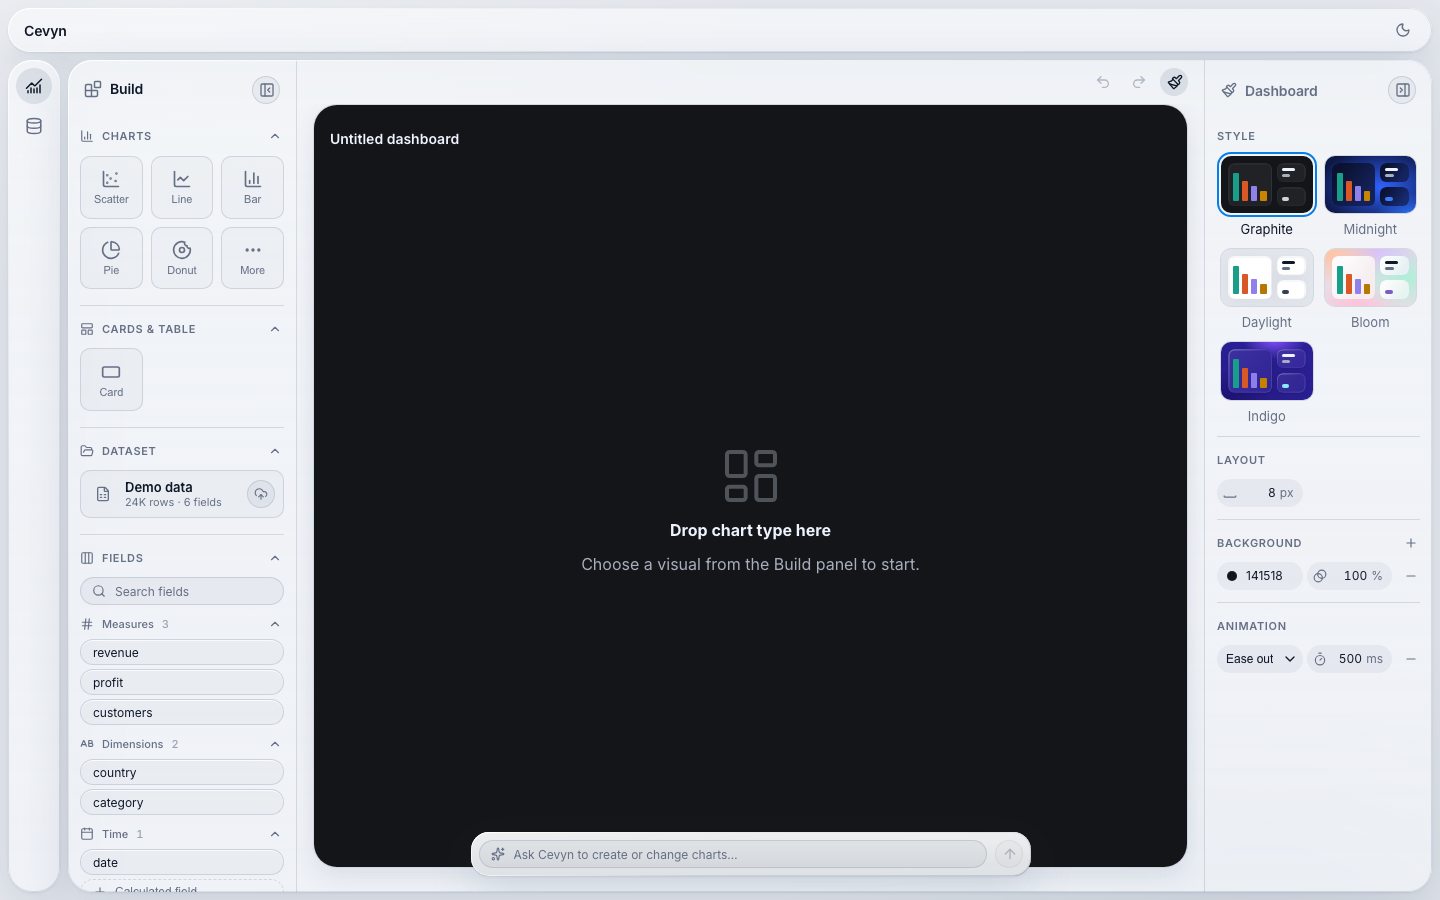 Cevyn
Build
CHARTS
Scatter
Line
Bar
Pie
Donut
More
CARDS & TABLE
Card
DATASET
Demo data
24K rows · 6 fields
FIELDS
Search fields
Measures 3
revenue
profit
customers
AB Dimensions 2
country
category
Time 1
date
Calculated field
Untitled dashboard
Drop chart type here
Choose a visual from the Build panel to start.
Ask Cevyn to create or change charts...
Dashboard
STYLE
Graphite
Midnight
Daylight
Bloom
Indigo
LAYOUT
8 px
BACKGROUND
141518
100 %
ANIMATION
Ease out
500 ms